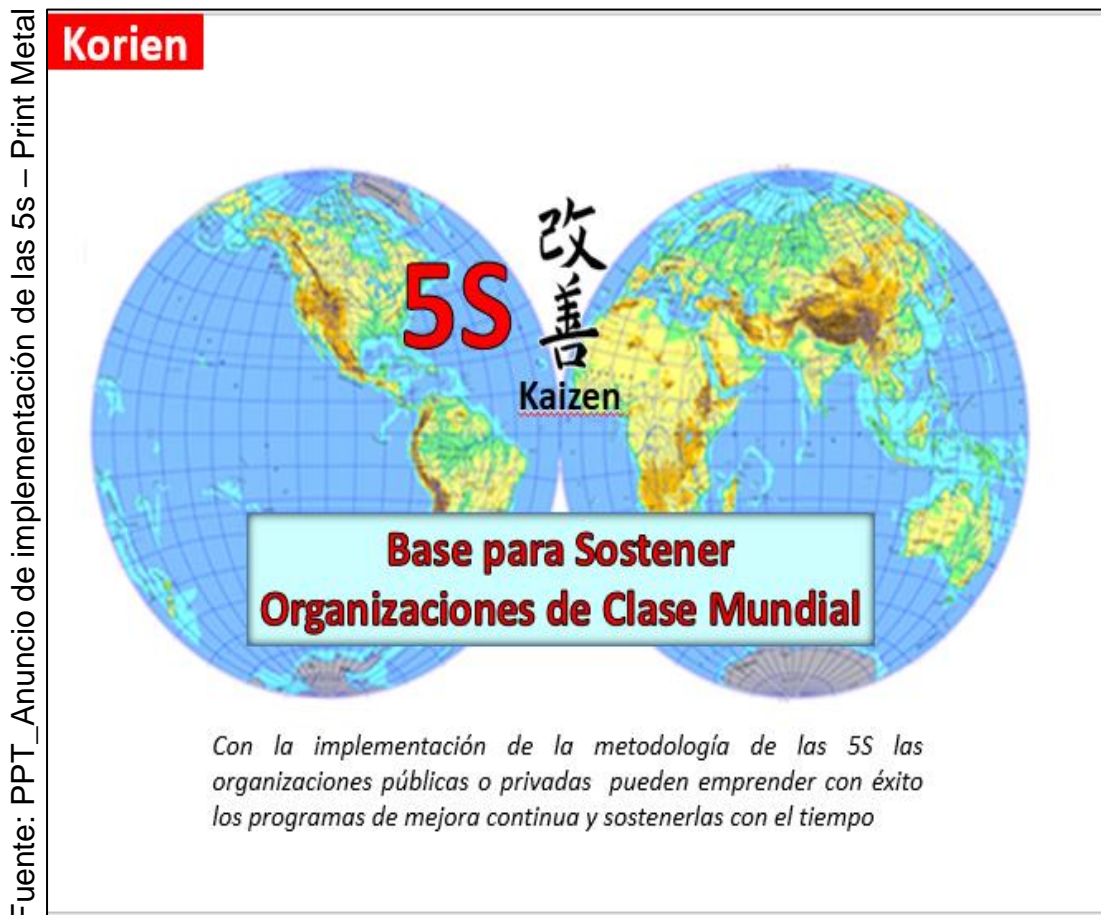 Fuente: PPT_Anuncio de implementación de las 5s – Print Metal
Korien
5S
改
善
Kaizen
Base para Sostener
Organizaciones de Clase Mundial
Con la implementación de la metodología de las 5S las
organizaciones públicas o privadas pueden emprender con éxito
los programas de mejora continua y sostenerlas con el tiempo